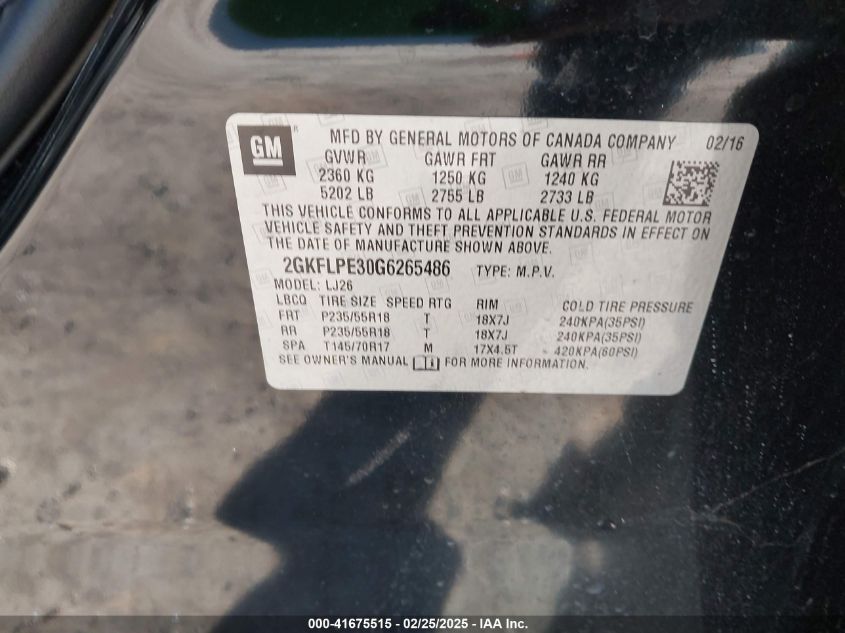 GM ®
MFD BY GENERAL MOTORS OF CANADA COMPANY 02/16
GVWR GAWR FRT GAWR RR
2360 KG 1250 KG 1240 KG
5202 LB 2755 LB 2733 LB
THIS VEHICLE CONFORMS TO ALL APPLICABLE U.S. FEDERAL MOTOR
VEHICLE SAFETY AND THEFT PREVENTION STANDARDS IN EFFECT ON
THE DATE OF MANUFACTURE SHOWN ABOVE.
2GKFLPE30G6265486 TYPE: M.P.V.
MODEL: LJ26
LBCQ TIRE SIZE SPEED RTG RIM COLD TIRE PRESSURE
FRT P235/55R18 T 18X7J 240KPA(35PSI)
RR P235/55R18 T 18X7J 240KPA(35PSI)
SPA T145/70R17 M 17X4.5T 420KPA(60PSI)
SEE OWNER'S MANUAL FOR MORE INFORMATION.
000-41675515 - 02/25/2025 - IAA Inc.